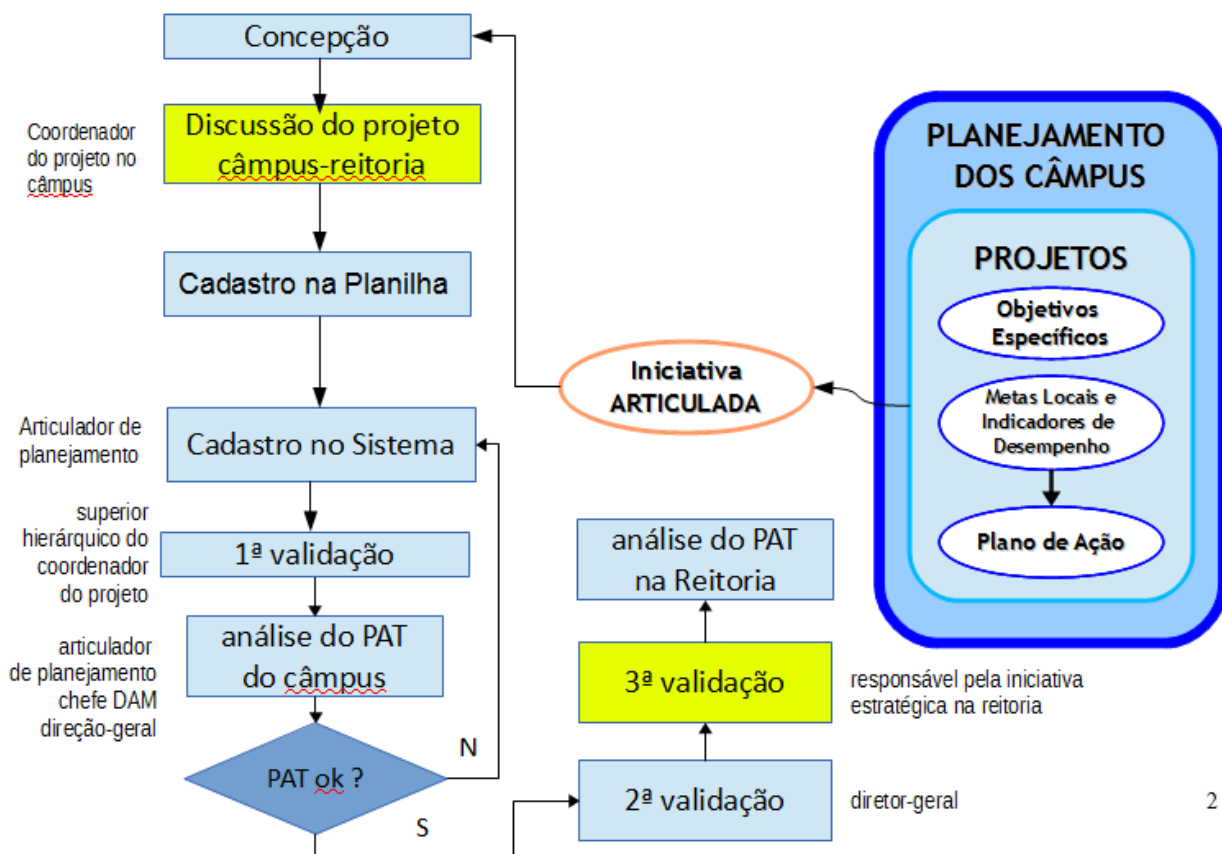 Concepção
Coordenador
do projeto no
câmpus
Discussão do projeto
câmpus-reitoria
Cadastro na Planilha
Articulador de
planejamento
Cadastro no Sistema
superior
hierárquico do
coordenador
do projeto
1ª validação
articulador
de planejamento
chefe DAM
direção-geral
análise do PAT
do câmpus
PAT ok ?
N
S
Iniciativa
ARTICULADA
análise do PAT
na Reitoria
3ª validação
responsável pela iniciativa
estratégica na reitoria
2ª validação
diretor-geral
PLANEJAMENTO
DOS CÂMPUS
PROJETOS
Objetivos
Específicos
Metas Locais e
Indicadores de
Desempenho
Plano de Ação
2